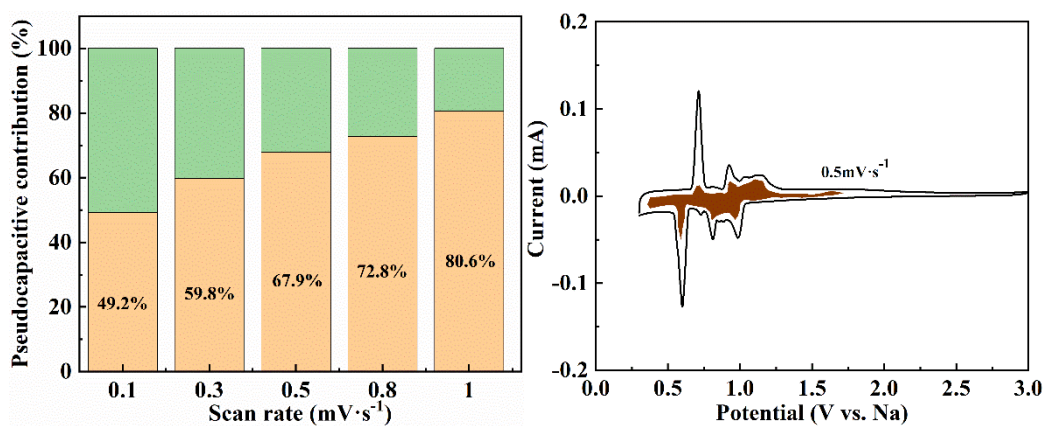 Pseudocapacitive contribution (%)
100
80
60
40
20
0
49.2%
59.8%
67.9%
72.8%
80.6%
0.1 0.3 0.5 0.8 1
Scan rate (mV·s⁻¹)
Current (mA)
0.2
0.1
0.0
-0.1
-0.2
0.5mV·s⁻¹
0.0 0.5 1.0 1.5 2.0 2.5 3.0
Potential (V vs. Na)